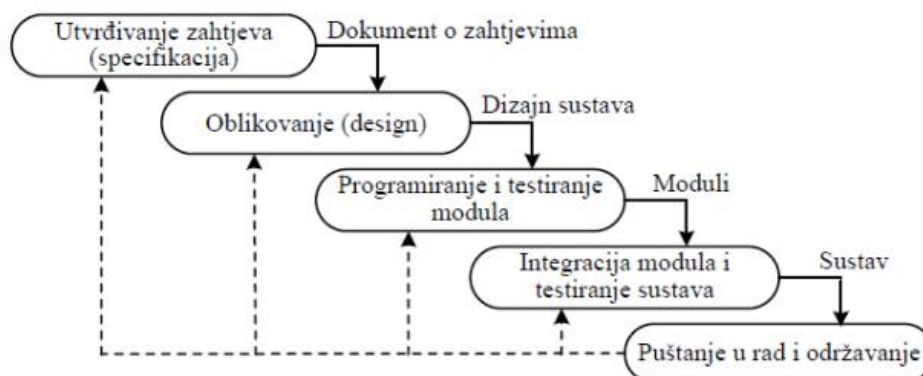 Utvrđivanje zahtjeva
(specifikacija)
Dokument o zahtjevima
Oblikovanje (design)
Dizajn sustava
Programiranje i testiranje
modula
Moduli
Integracija modula i
testiranje sustava
Sustav
Puštanje u rad i održavanje